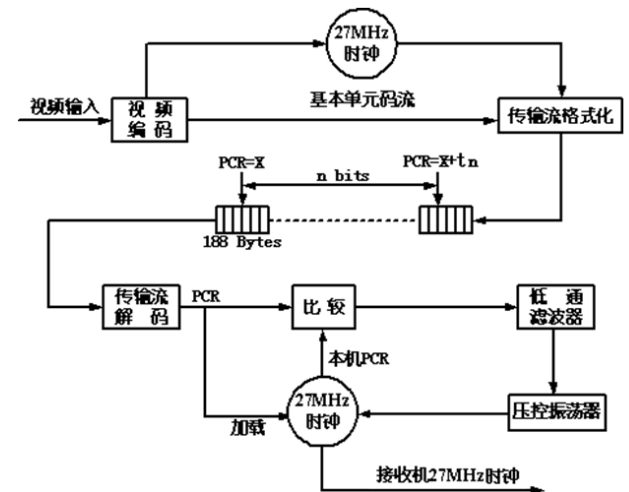 27MHz
时钟
视频输入
视 频
编 码
基本单元码流
传输流格式化
PCR=X
n bits
PCR=X+tn
188 Bytes
传输流
解 码
PCR
比 较
低 通
滤波器
本机PCR
加载
27MHz
时钟
压控振荡器
接收机27MHz时钟